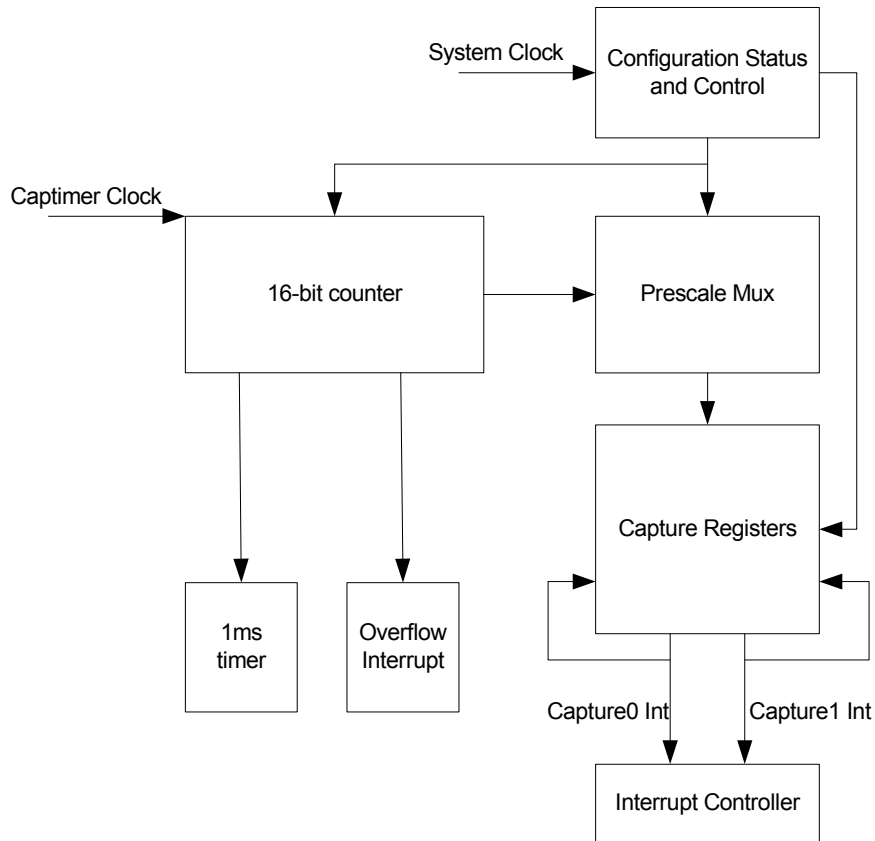 System Clock
Configuration Status
and Control
Captimer Clock
16-bit counter
Prescale Mux
Capture Registers
1ms
timer
Overflow
Interrupt
Capture0 Int
Capture1 Int
Interrupt Controller